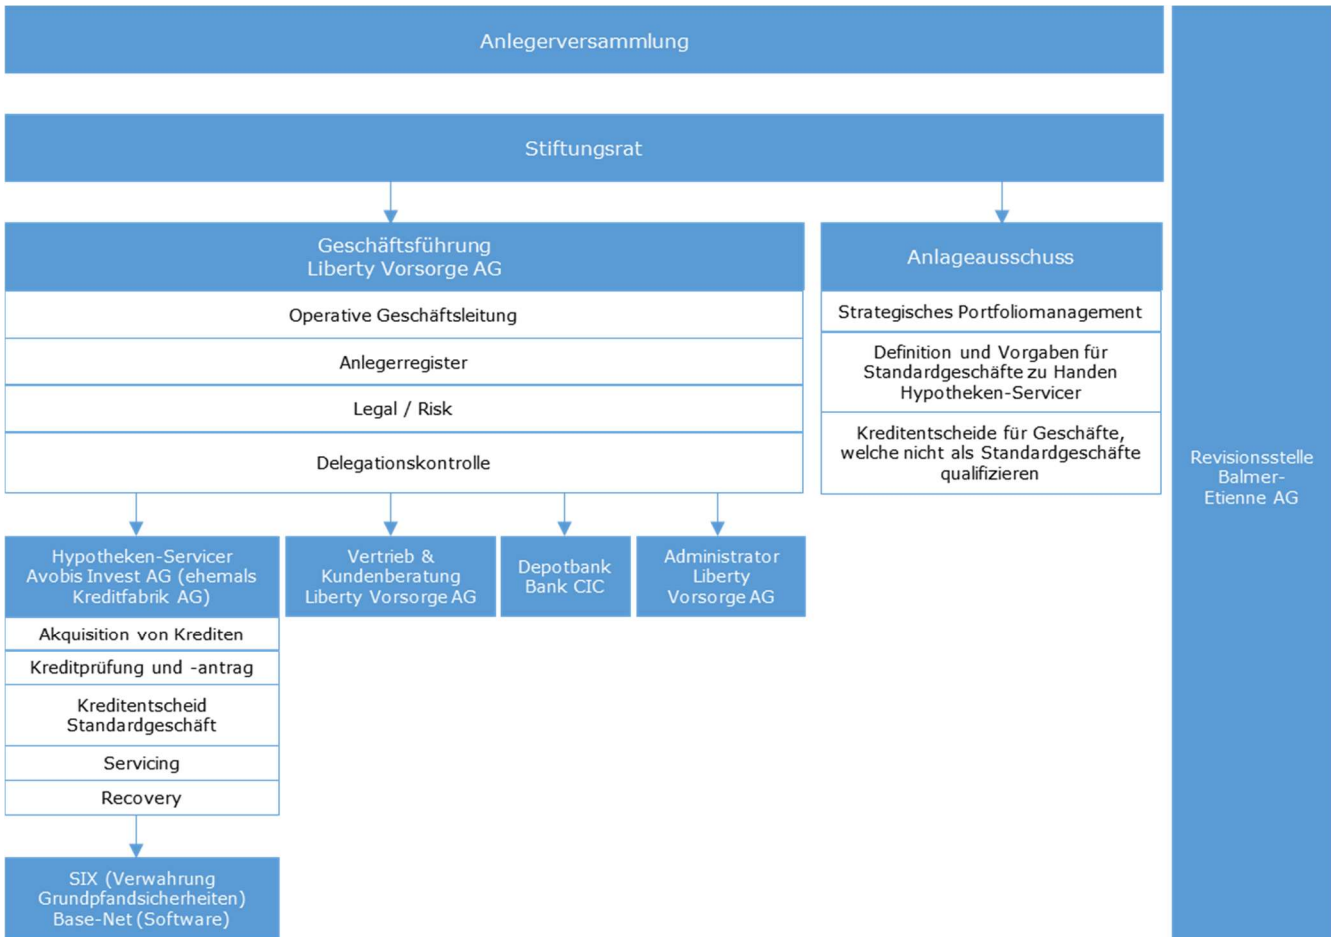 Anlegerversammlung
Stiftungsrat
Geschäftsführung
Liberty Vorsorge AG
Operative Geschäftsleitung
Anlegerregister
Legal / Risk
Delegationskontrolle
Anlageausschuss
Strategisches Portfoliomanagement
Definition und Vorgaben für
Standardgeschäfte zu Handen
Hypotheken-Servicer
Kreditentscheide für Geschäfte,
welche nicht als Standardgeschäfte
qualifizieren
Revisionsstelle
Balmer-
Etienne AG
Hypotheken-Servicer
Avobis Invest AG (ehemals
Kreditfabrik AG)
Akquisition von Krediten
Kreditprüfung und -antrag
Kreditentscheid
Standardgeschäft
Servicing
Recovery
SIX (Verwahrung
Grundpfandsicherheiten)
Base-Net (Software)
Vertrieb &
Kundenberatung
Liberty Vorsorge AG
Depotbank
Bank CIC
Administrator
Liberty
Vorsorge AG